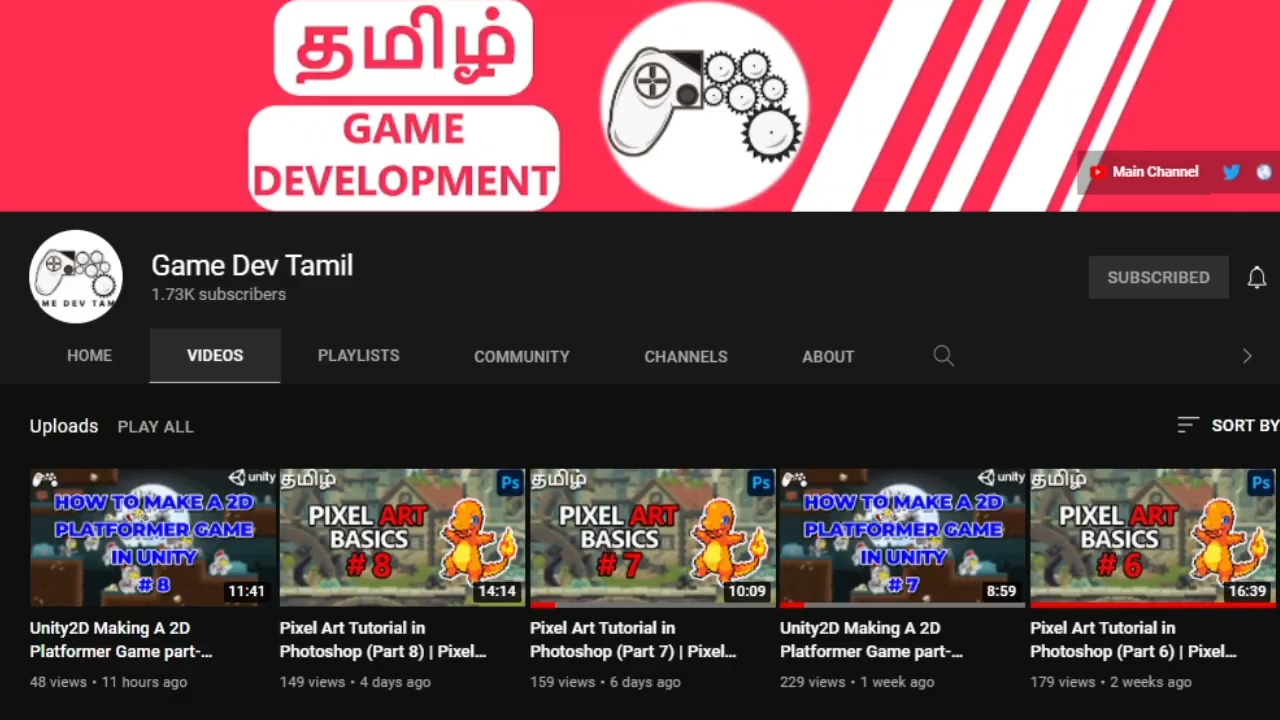 தமிழ்
GAME
DEVELOPMENT
Main Channel
Game Dev Tamil
1.73K subscribers
SUBSCRIBED
ME DEV TAM
HOME VIDEOS PLAYLISTS COMMUNITY CHANNELS ABOUT
Uploads PLAY ALL SORT BY
unity
HOW TO MAKE A 2D
PLATFORMER GAME
IN UNITY
# 8
11:41
தமிழ் Ps
PIXEL ART
BASICS
# 8
14:14
தமிழ் Ps
PIXEL ART
BASICS
# 7
10:09
unity
HOW TO MAKE A 2D
PLATFORMER GAME
IN UNITY
# 7
8:59
தமிழ் Ps
PIXEL ART
BASICS
# 6
16:39
Unity2D Making A 2D
Platformer Game part-...
48 views • 11 hours ago
Pixel Art Tutorial in
Photoshop (Part 8) | Pixel...
149 views • 4 days ago
Pixel Art Tutorial in
Photoshop (Part 7) | Pixel...
159 views • 6 days ago
Unity2D Making A 2D
Platformer Game part-...
229 views • 1 week ago
Pixel Art Tutorial in
Photoshop (Part 6) | Pixel...
179 views • 2 weeks ago